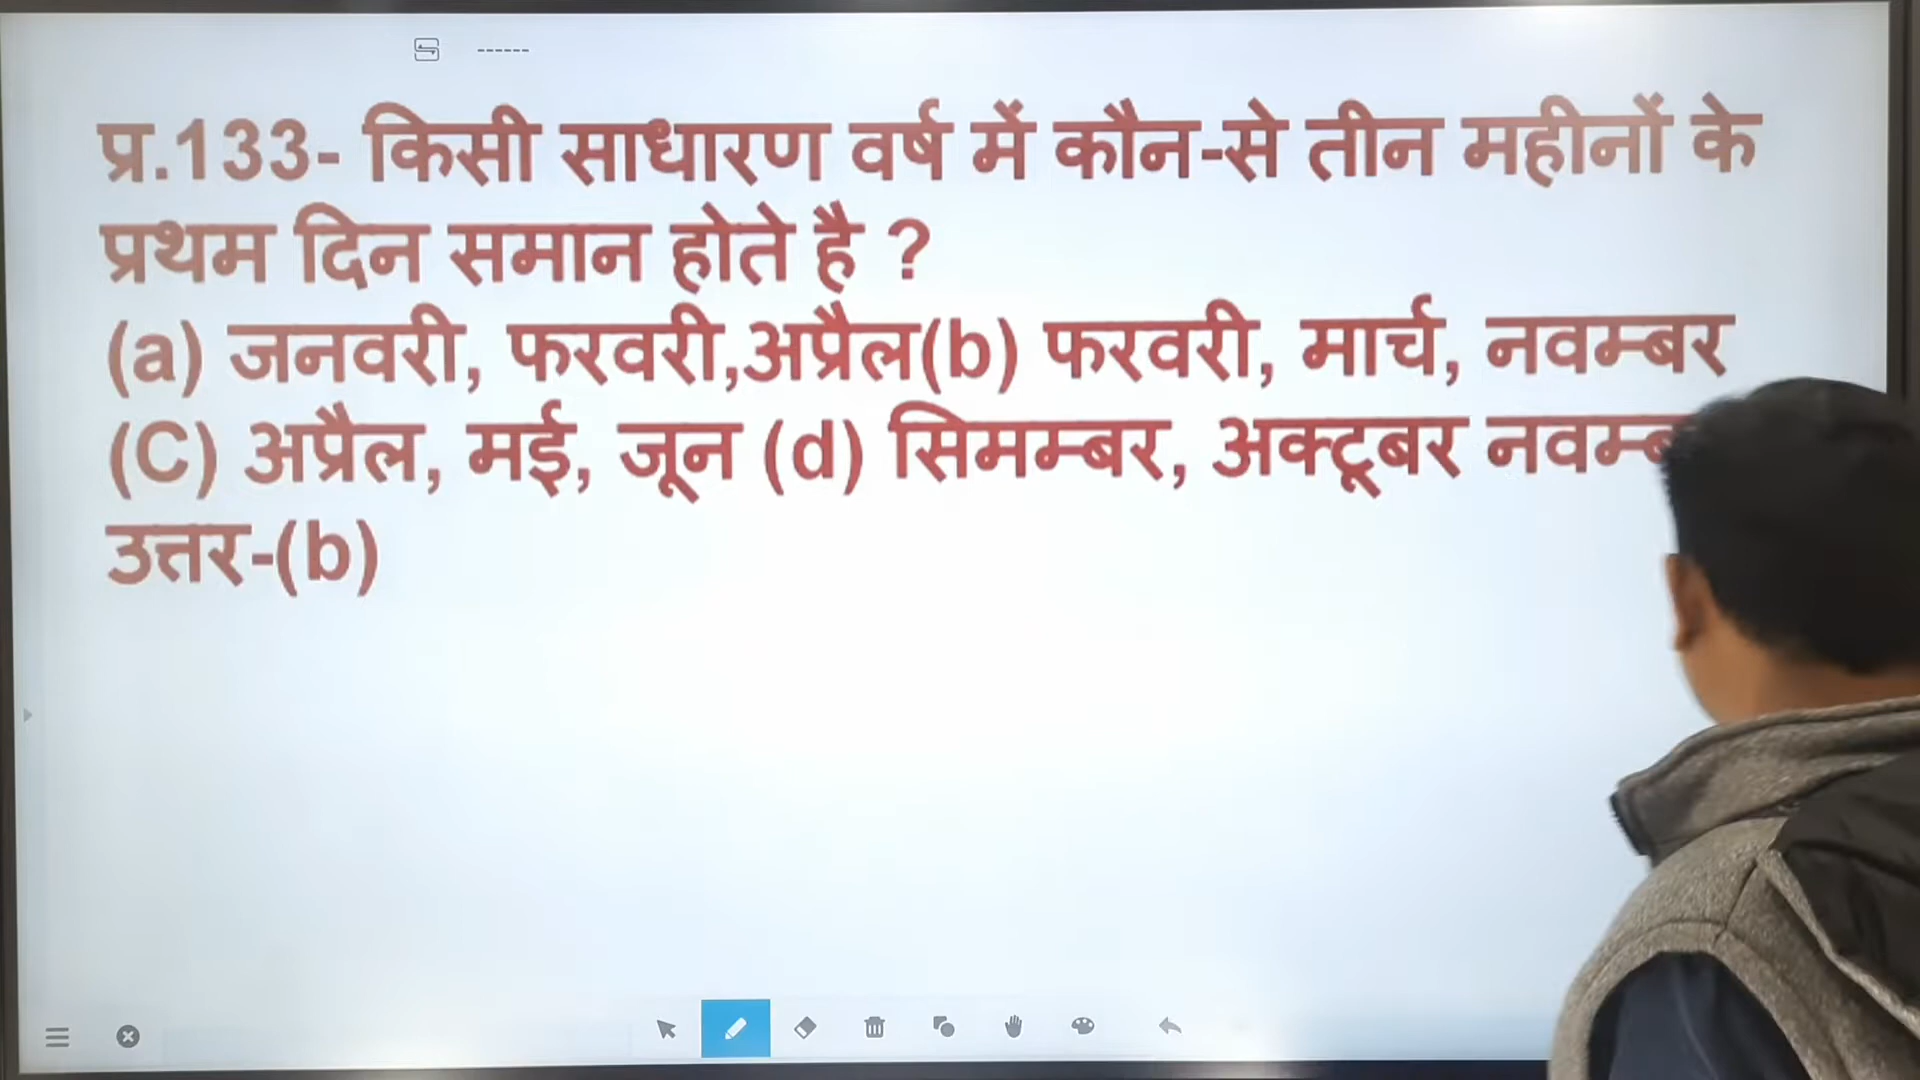 प्र.133- किसी साधारण वर्ष में कौन-से तीन महीनों के
प्रथम दिन समान होते है ?
(a) जनवरी, फरवरी,अप्रैल(b) फरवरी, मार्च, नवम्बर
(C) अप्रैल, मई, जून (d) सिमम्बर, अक्टूबर
उत्तर-(b)